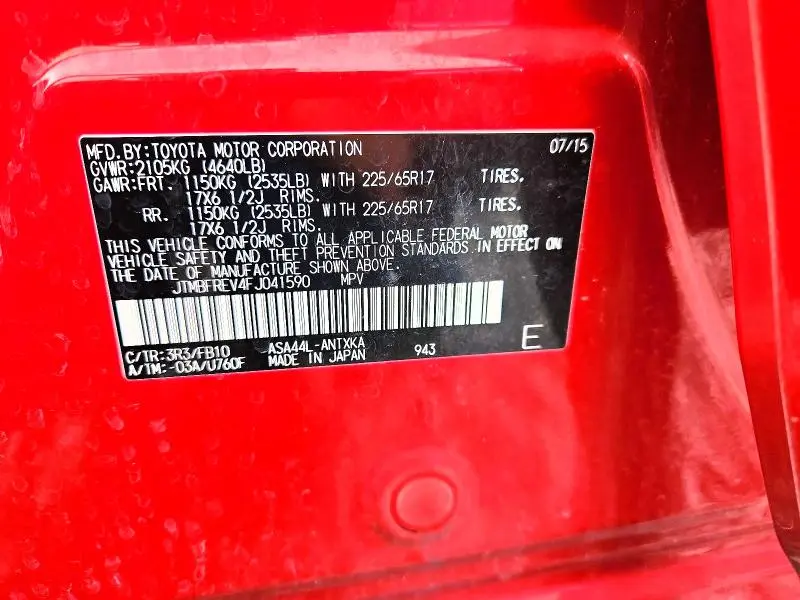 MFD. BY: TOYOTA MOTOR CORPORATION 07/15
GVWR: 2105KG (4640LB)
GAWR: FRT. 1150KG (2535LB) WITH 225/65R17 TIRES.
17X6 1/2J RIMS.
RR. 1150KG (2535LB) WITH 225/65R17 TIRES.
17X6 1/2J RIMS.
THIS VEHICLE CONFORMS TO ALL APPLICABLE FEDERAL MOTOR
VEHICLE SAFETY AND THEFT PREVENTION STANDARDS IN EFFECT ON
THE DATE OF MANUFACTURE SHOWN ABOVE.
JTMBFREV4FJ041590 MPV
C/TR: 3R3/FB10 ASA44L-ANTXKA
A/TM: -03A/U760F MADE IN JAPAN 943 E